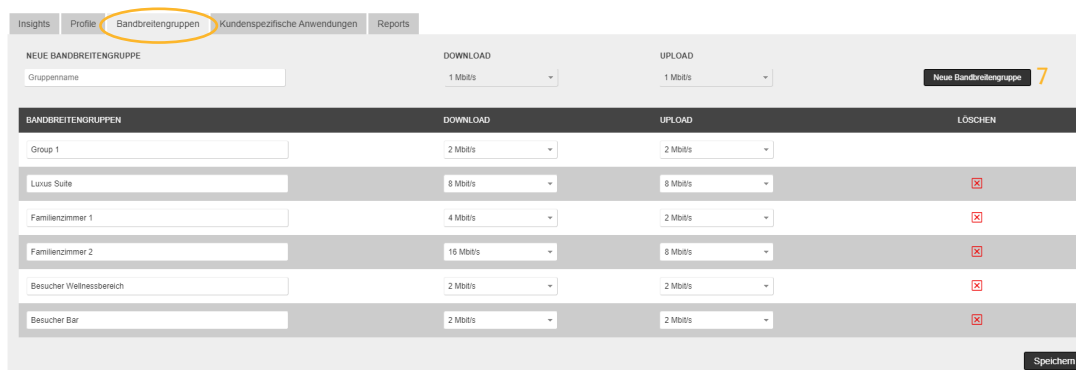 Insights Profile Bandbreitengruppen Kundenspezifische Anwendungen Reports
NEUE BANDBREITENGRUPPE DOWNLOAD UPLOAD
Gruppenname 1 Mbit/s 1 Mbit/s Neue Bandbreitengruppe 7
BANDBREITENGRUPPEN DOWNLOAD UPLOAD LÖSCHEN
Group 1 2 Mbit/s 2 Mbit/s
Luxus Suite 8 Mbit/s 8 Mbit/s
Familienzimmer 1 4 Mbit/s 2 Mbit/s
Familienzimmer 2 16 Mbit/s 8 Mbit/s
Besucher Wellnessbereich 2 Mbit/s 2 Mbit/s
Besucher Bar 2 Mbit/s 2 Mbit/s
Speichern